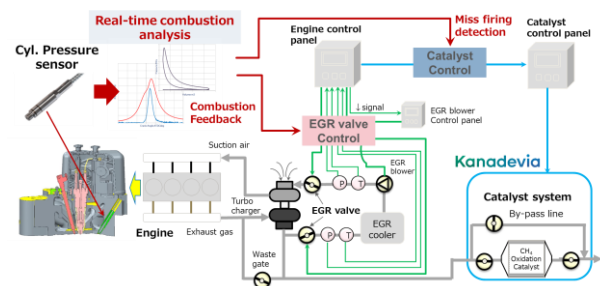 Real-time combustion
analysis
Cyl. Pressure
sensor
Combustion
Feedback
Engine control
panel
Miss firing
detection
Catalyst
Control
Catalyst
control panel
↓signal
EGR blower
Control panel
EGR valve
Control
Suction air
Turbo
charger
Engine
Exhaust gas
EGR
blower
P
T
EGR valve
EGR
cooler
P
T
Waste
gate
Kanadevia
Catalyst system
By-pass line
CH4
Oxidation
Catalyst